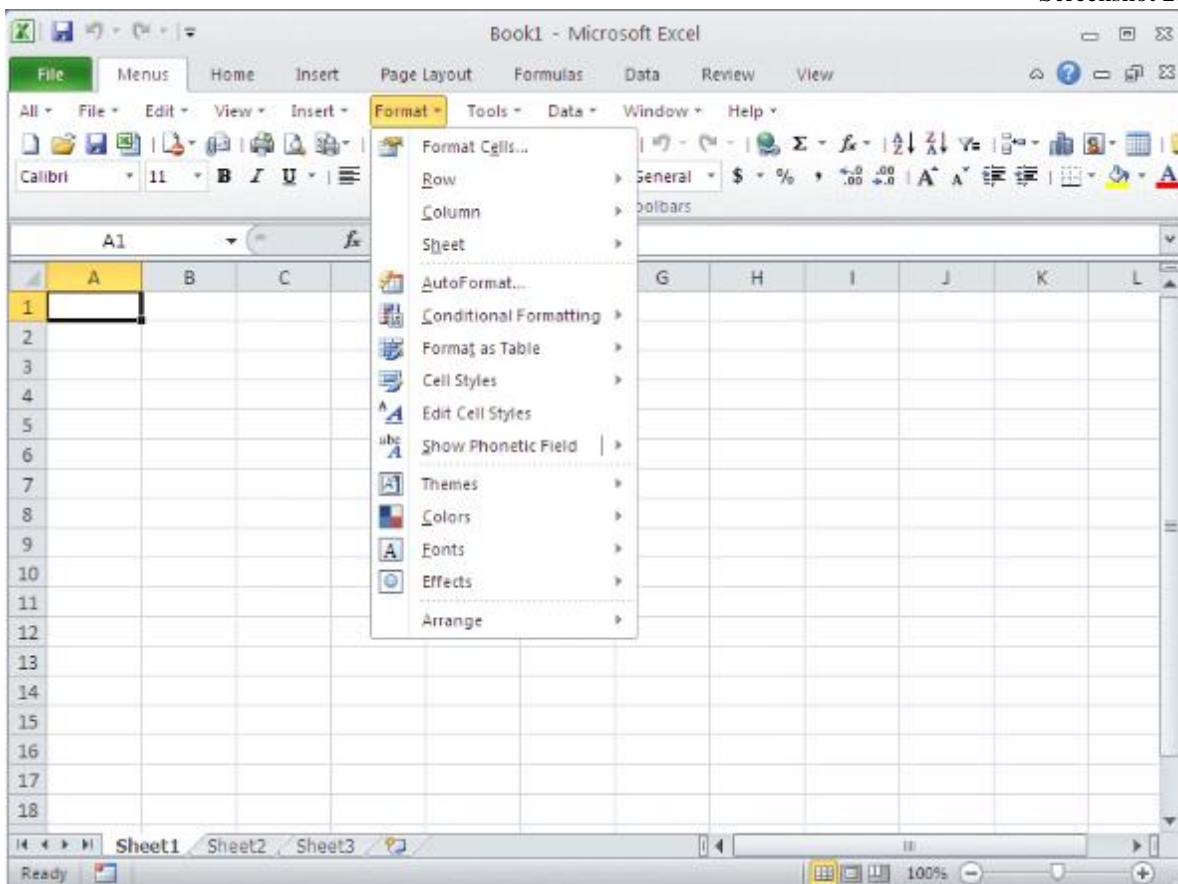 Book1 - Microsoft Excel
File Menus Home Insert Page Layout Formulas Data Review View
All File Edit View Insert Format Tools Data Window Help
Calibri 11 B I U General $ % ,
Toolbars
A1 fx
A B C G H I J K L
Format Cells...
Row
Column
Sheet
AutoFormat...
Conditional Formatting
Format as Table
Cell Styles
Edit Cell Styles
Show Phonetic Field
Themes
Colors
Fonts
Effects
Arrange
1
2
3
4
5
6
7
8
9
10
11
12
13
14
15
16
17
18
Sheet1 Sheet2 Sheet3
Ready 100%